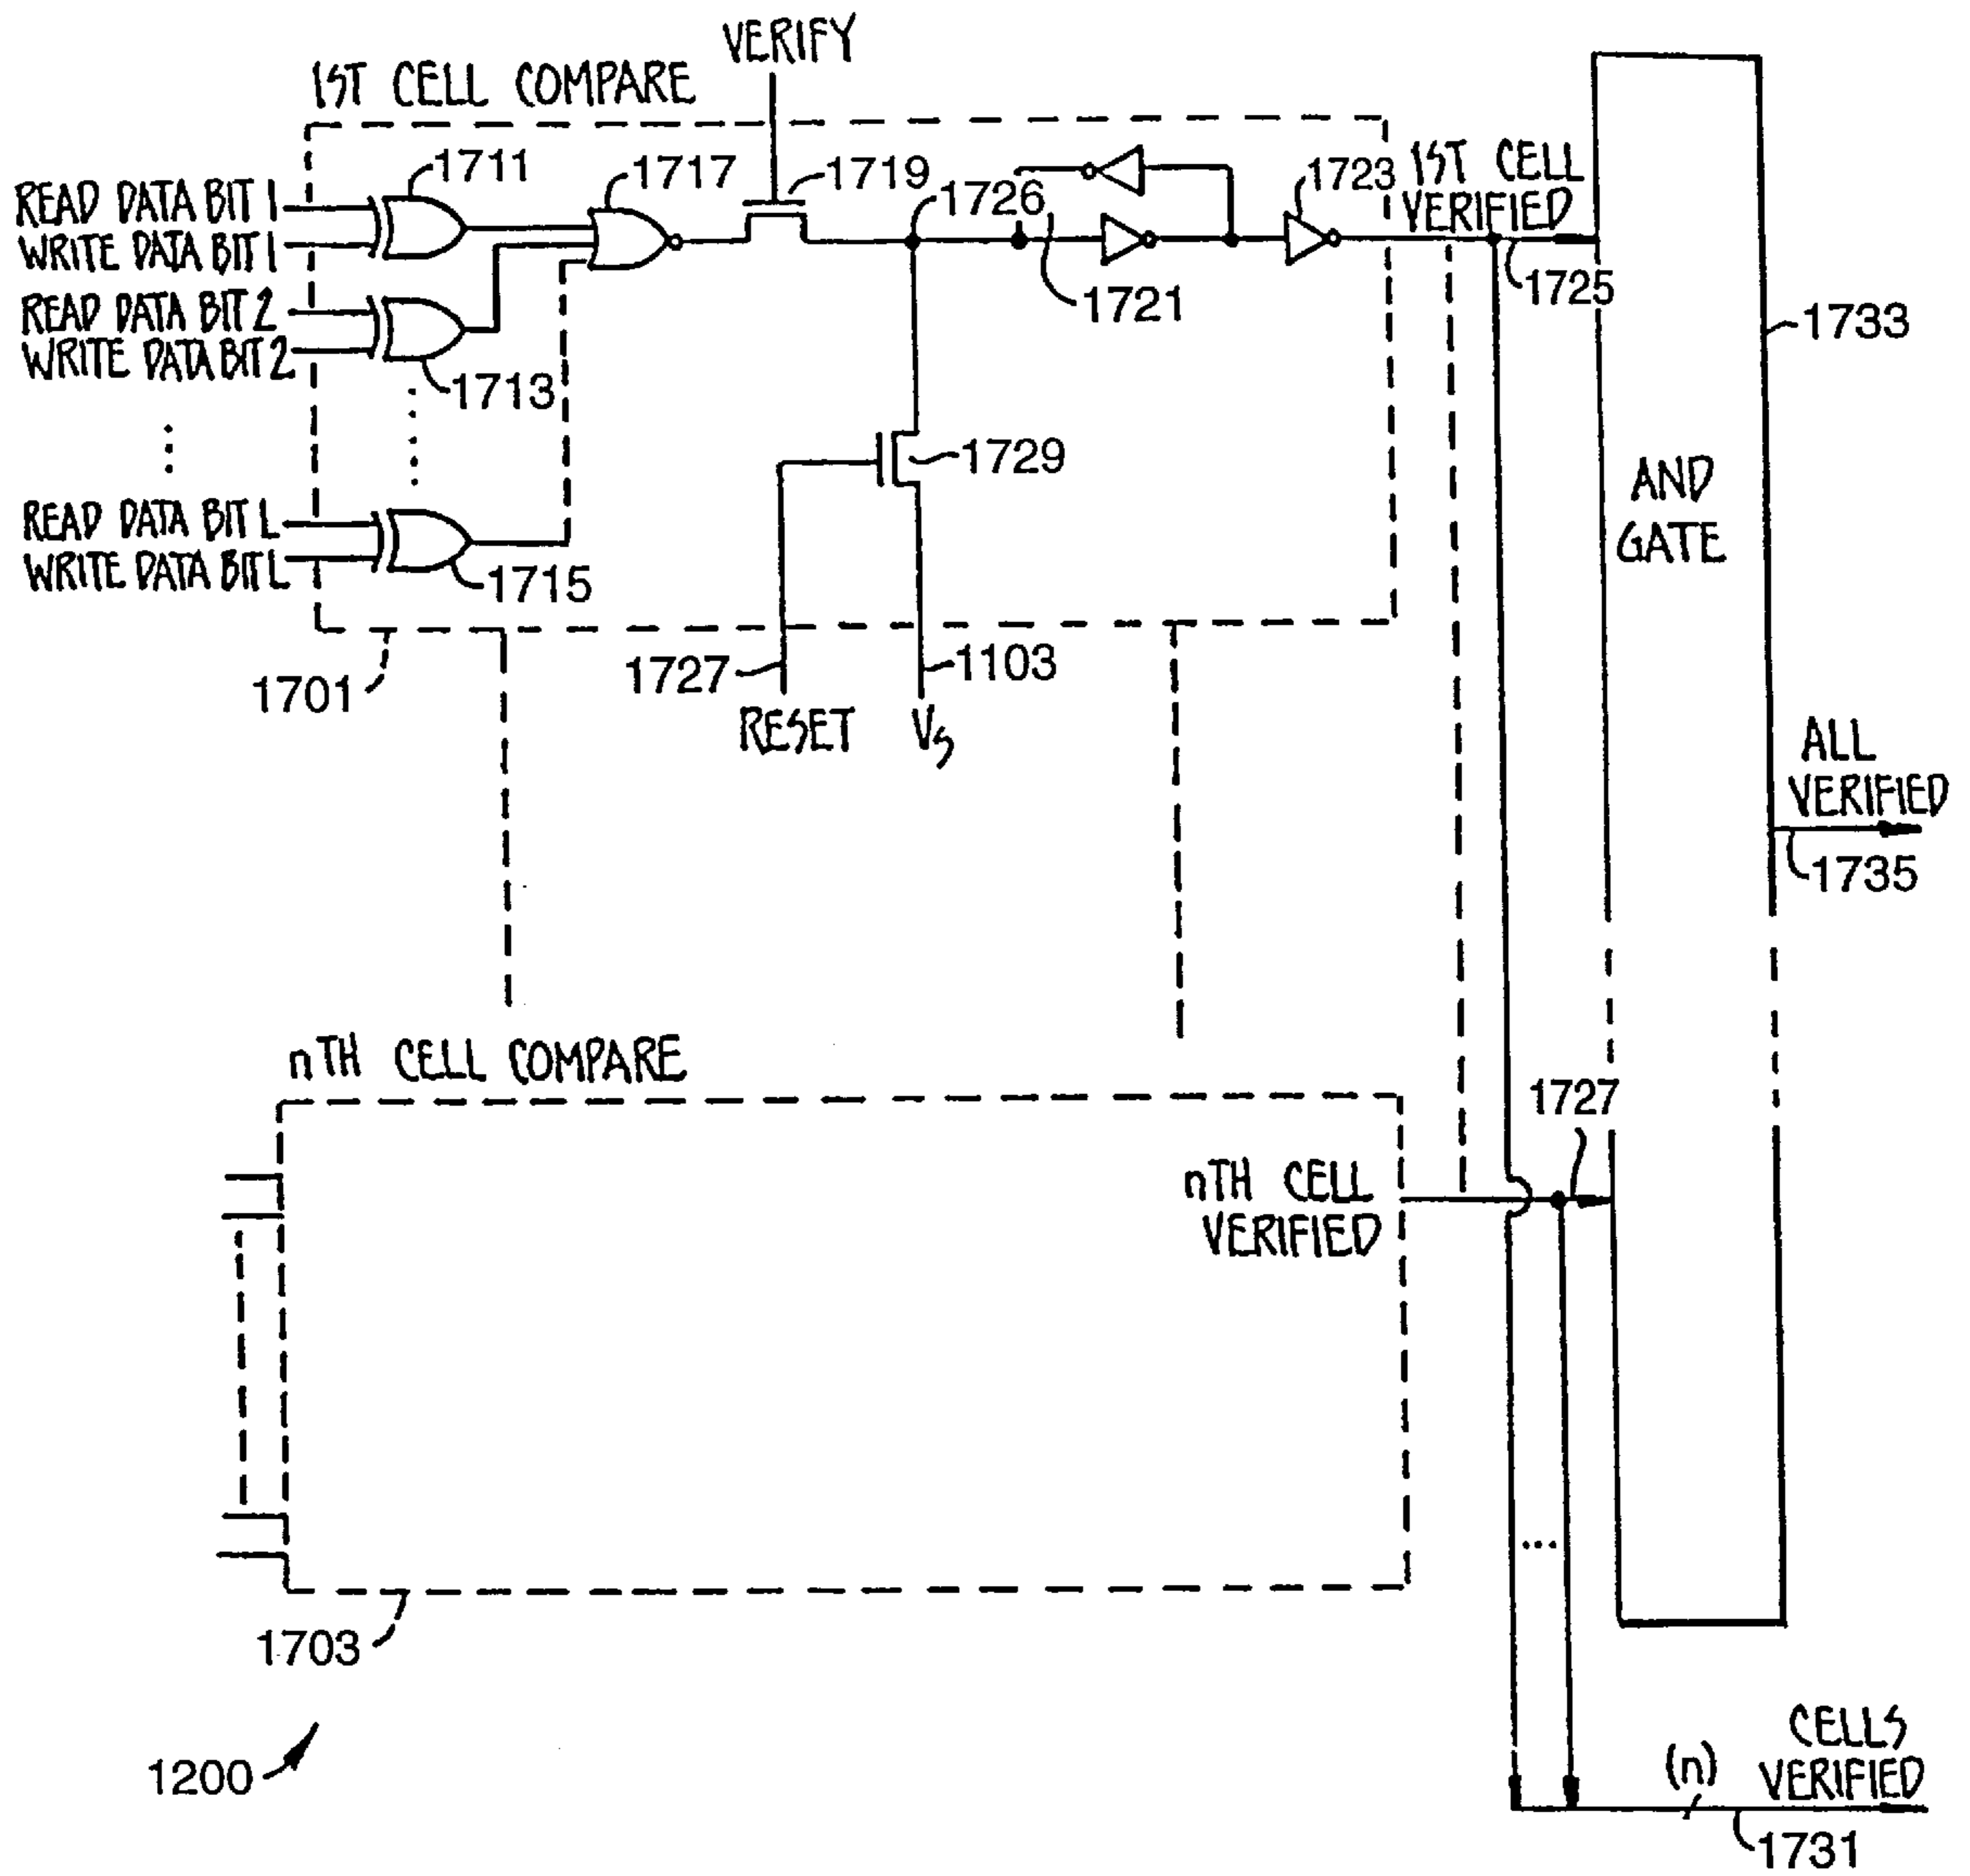 VERIFY
1ST CELL COMPARE
1711
1717
1719
1726
1723
1ST CELL
VERIFIED
READ DATA BIT 1
WRITE DATA BIT 1
1721
1725
READ DATA BIT 2
WRITE DATA BIT 2
1713
1733
1729
AND
GATE
READ DATA BIT L
WRITE DATA BIT L
1715
1701
1727
1103
RESET
VS
ALL
VERIFIED
1735
nTH CELL COMPARE
1727
nTH CELL
VERIFIED
1703
1200
(n)
CELLS
VERIFIED
1731